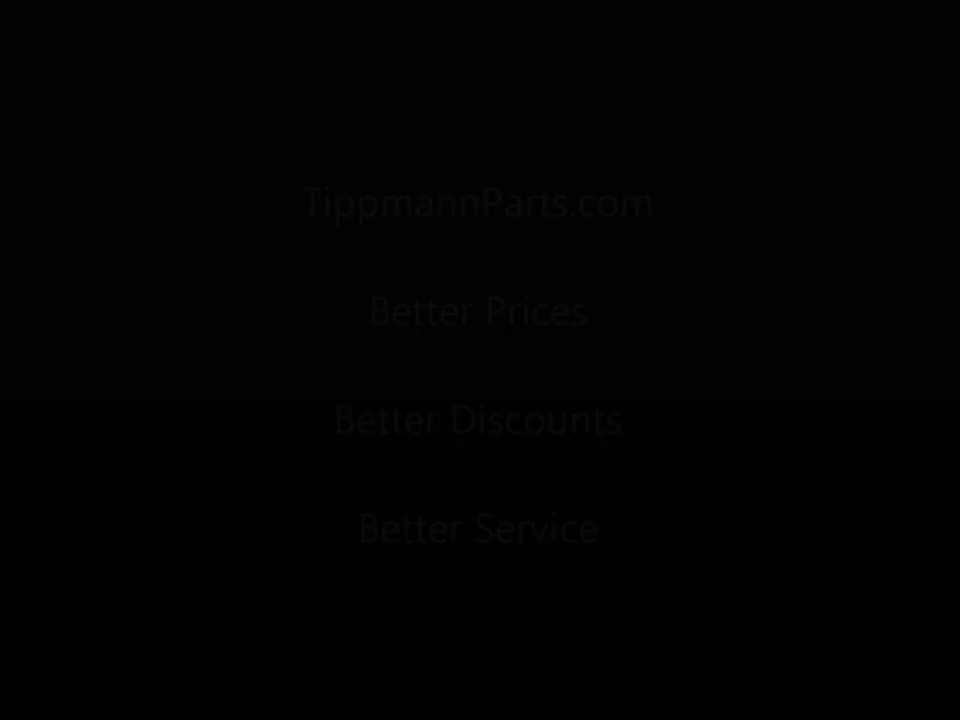 TippmannParts.com
Better Prices
Better Discounts
Better Service